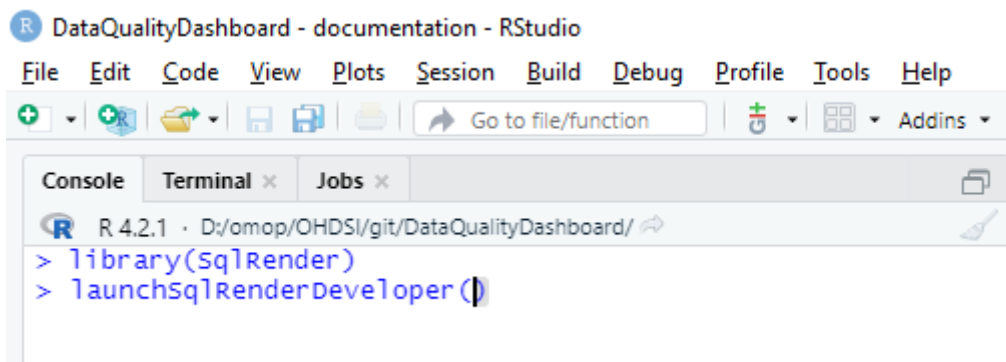 DataQualityDashboard - documentation - RStudio
File Edit Code View Plots Session Build Debug Profile Tools Help
Go to file/function Addins
Console Terminal Jobs
R 4.2.1 · D:/omop/OHDSI/git/DataQualityDashboard/
> library(SqlRender)
> launchSqlRenderDeveloper()